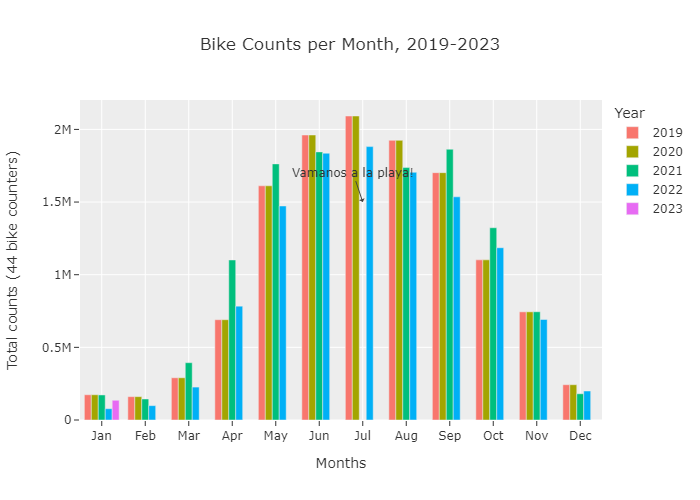 Bike Counts per Month, 2019-2023
Year
2019
2020
2021
2022
2023
Total counts (44 bike counters)
2M
1.5M
1M
0.5M
0
Vamanos a la playa!
Jan Feb Mar Apr May Jun Jul Aug Sep Oct Nov Dec
Months